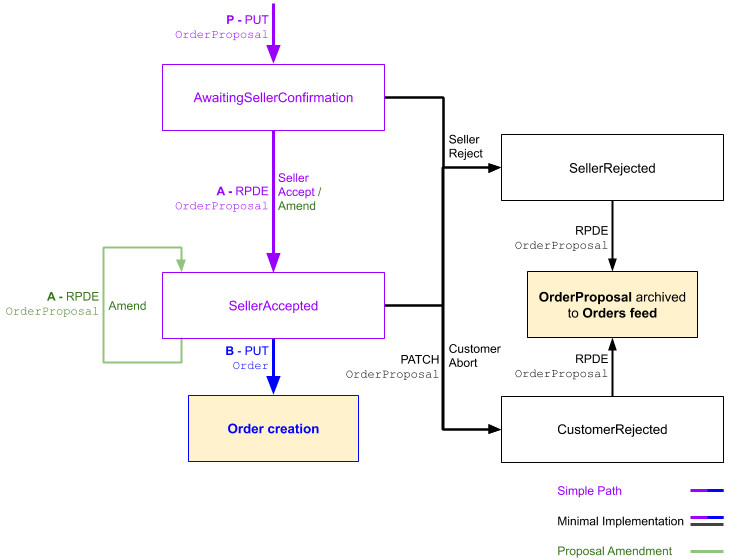 P - PUT
OrderProposal
AwaitingSellerConfirmation
Seller
Reject
SellerRejected
A - RPDE
OrderProposal
Seller
Accept /
Amend
RPDE
OrderProposal
A - RPDE
OrderProposal
Amend
SellerAccepted
OrderProposal archived
to Orders feed
B - PUT
Order
PATCH
OrderProposal
Customer
Abort
RPDE
OrderProposal
Order creation
CustomerRejected
Simple Path
Minimal Implementation
Proposal Amendment